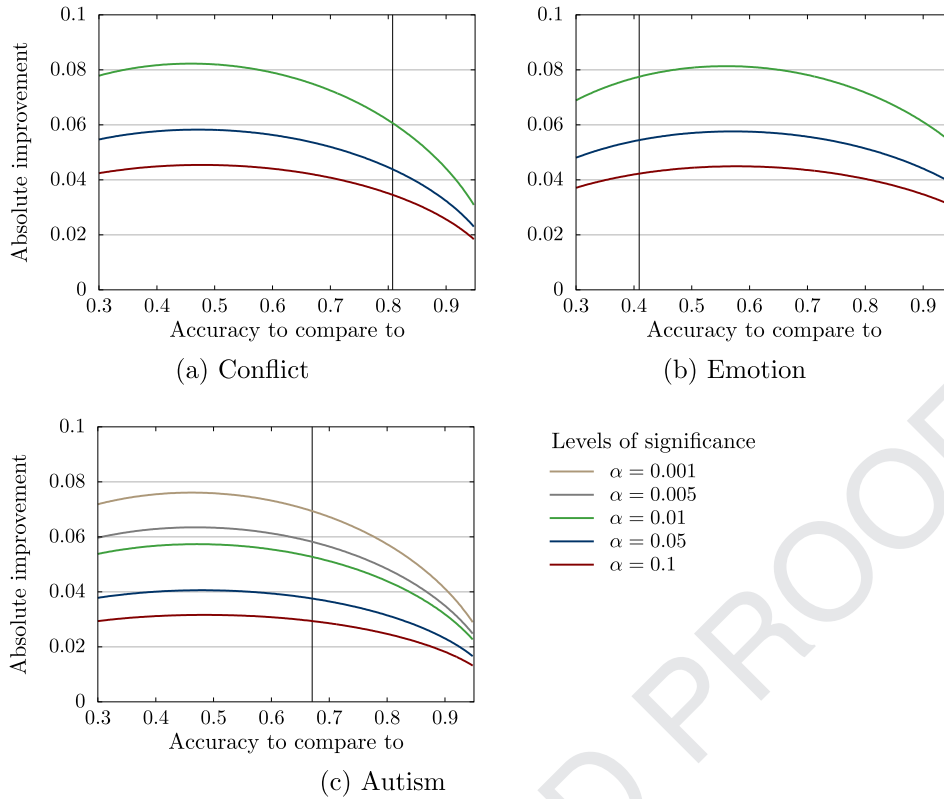 Absolute improvement
0.1
0.08
0.06
0.04
0.02
0
0.3 0.4 0.5 0.6 0.7 0.8 0.9
Accuracy to compare to
(a) Conflict
0.1
0.08
0.06
0.04
0.02
0
0.3 0.4 0.5 0.6 0.7 0.8 0.9
Accuracy to compare to
(b) Emotion
Absolute improvement
0.1
0.08
0.06
0.04
0.02
0
0.3 0.4 0.5 0.6 0.7 0.8 0.9
Accuracy to compare to
(c) Autism
Levels of significance
α = 0.001
α = 0.005
α = 0.01
α = 0.05
α = 0.1
D PROOF